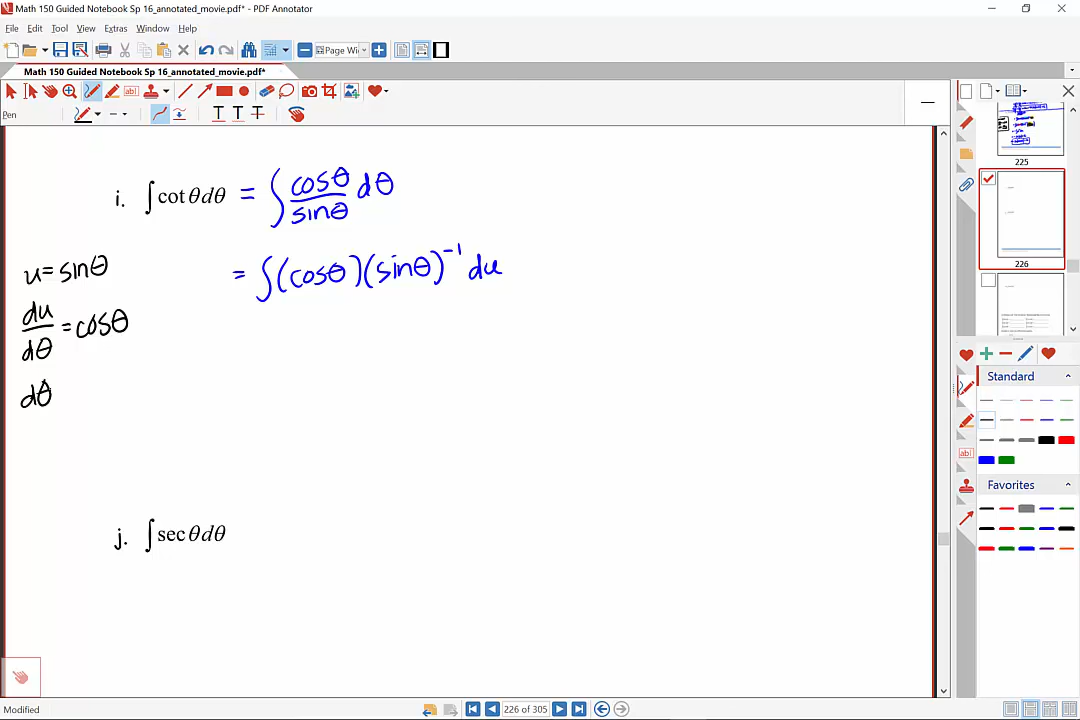 Math 150 Guided Notebook Sp 16_annotated_movie.pdf* - PDF Annotator
File Edit Tool View Extras Window Help
Page Wi
Math 150 Guided Notebook Sp 16_annotated_movie.pdf*
Pen
i. ∫ cot θ dθ = ∫ cosθ/sinθ dθ
= ∫ (cosθ)(sinθ)^-1 du
u = sinθ
du/dθ = cosθ
dθ
j. ∫ sec θ dθ
225
226
Standard
Favorites
Modified
226 of 305